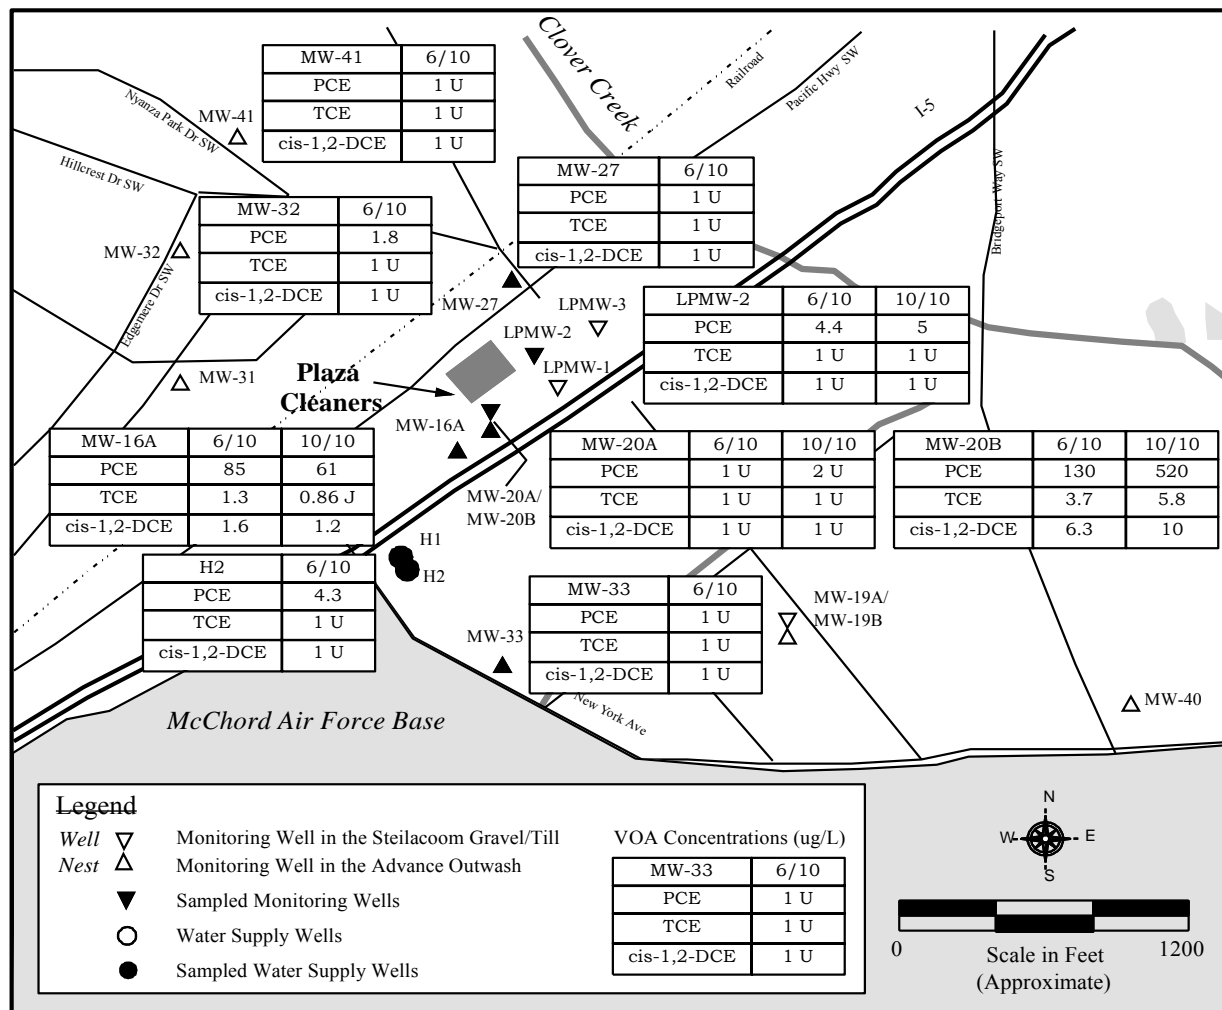 Clover Creek
Railroad
Pacific Hwy SW
I-5
Bridgeport Way SW
Nyanza Park Dr SW
Hillcrest Dr SW
Edgemere Dr SW
MW-41
MW-41 6/10
PCE 1 U
TCE 1 U
cis-1,2-DCE 1 U
MW-27 6/10
PCE 1 U
TCE 1 U
cis-1,2-DCE 1 U
MW-32
MW-32 6/10
PCE 1.8
TCE 1 U
cis-1,2-DCE 1 U
MW-27
LPMW-3
LPMW-2
LPMW-1
LPMW-2 6/10 10/10
PCE 4.4 5
TCE 1 U 1 U
cis-1,2-DCE 1 U 1 U
MW-31
Plaza
Cleaners
MW-16A
MW-16A 6/10 10/10
PCE 85 61
TCE 1.3 0.86 J
cis-1,2-DCE 1.6 1.2
MW-20A/
MW-20B
MW-20A 6/10 10/10
PCE 1 U 2 U
TCE 1 U 1 U
cis-1,2-DCE 1 U 1 U
MW-20B 6/10 10/10
PCE 130 520
TCE 3.7 5.8
cis-1,2-DCE 6.3 10
H1
H2
H2 6/10
PCE 4.3
TCE 1 U
cis-1,2-DCE 1 U
MW-33
MW-33 6/10
PCE 1 U
TCE 1 U
cis-1,2-DCE 1 U
MW-19A/
MW-19B
MW-40
New York Ave
McChord Air Force Base
Legend
Well Monitoring Well in the Steilacoom Gravel/Till
Nest Monitoring Well in the Advance Outwash
Sampled Monitoring Wells
Water Supply Wells
Sampled Water Supply Wells
VOA Concentrations (ug/L)
MW-33 6/10
PCE 1 U
TCE 1 U
cis-1,2-DCE 1 U
N
W E
S
0 1200
Scale in Feet
(Approximate)